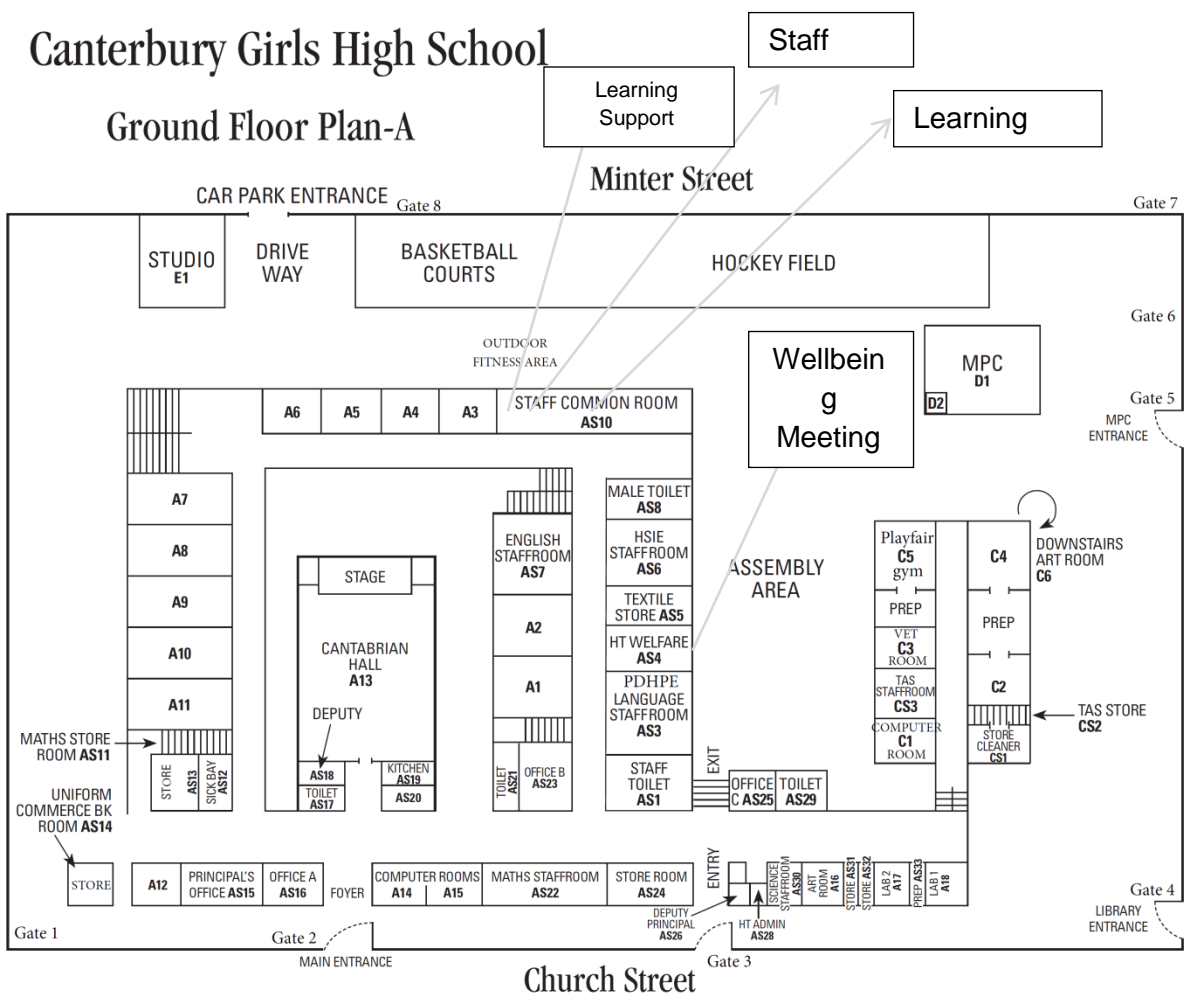 Canterbury Girls High School
Ground Floor Plan-A
Staff
Learning
Support
Learning
Minter Street
CAR PARK ENTRANCE
Gate 8
Gate 7
STUDIO
E1
DRIVE
WAY
BASKETBALL
COURTS
HOCKEY FIELD
Gate 6
OUTDOOR
FITNESS AREA
Wellbein
g
Meeting
MPC
D1
D2
Gate 5
MPC
ENTRANCE
A6
A5
A4
A3
STAFF COMMON ROOM
AS10
A7
A8
A9
A10
A11
STAGE
CANTABRIAN
HALL
A13
DEPUTY
AS18
TOILET
AS17
KITCHEN
AS19
AS20
ENGLISH
STAFFROOM
AS7
A2
A1
TOILET
AS21
OFFICE B
AS23
MALE TOILET
AS8
HSIE
STAFFROOM
AS6
TEXTILE
STORE AS5
HT WELFARE
AS4
PDHPE
LANGUAGE
STAFFROOM
AS3
STAFF
TOILET
AS1
ASSEMBLY
AREA
EXIT
OFFICE
C AS25
TOILET
AS29
Playfair
C5
gym
PREP
VET
C3
ROOM
TAS
STAFFROOM
CS3
COMPUTER
C1
ROOM
C4
PREP
C2
STORE
CLEANER
CS1
DOWNSTAIRS
ART ROOM
C6
TAS STORE
CS2
MATHS STORE
ROOM AS11
STORE
AS13
SICK BAY
AS12
UNIFORM
COMMERCE BK
ROOM AS14
STORE
A12
PRINCIPAL'S
OFFICE AS15
OFFICE A
AS16
FOYER
COMPUTER ROOMS
A14
A15
MATHS STAFFROOM
AS22
STORE ROOM
AS24
ENTRY
SCIENCE
STAFFROOM
AS30
ART
ROOM
A16
STORE AS31
STORE AS32
LAB 2
A17
PREP AS33
LAB 1
A18
DEPUTY
PRINCIPAL
AS26
HT ADMIN
AS28
Gate 4
LIBRARY
ENTRANCE
Gate 1
Gate 2
MAIN ENTRANCE
Gate 3
Church Street